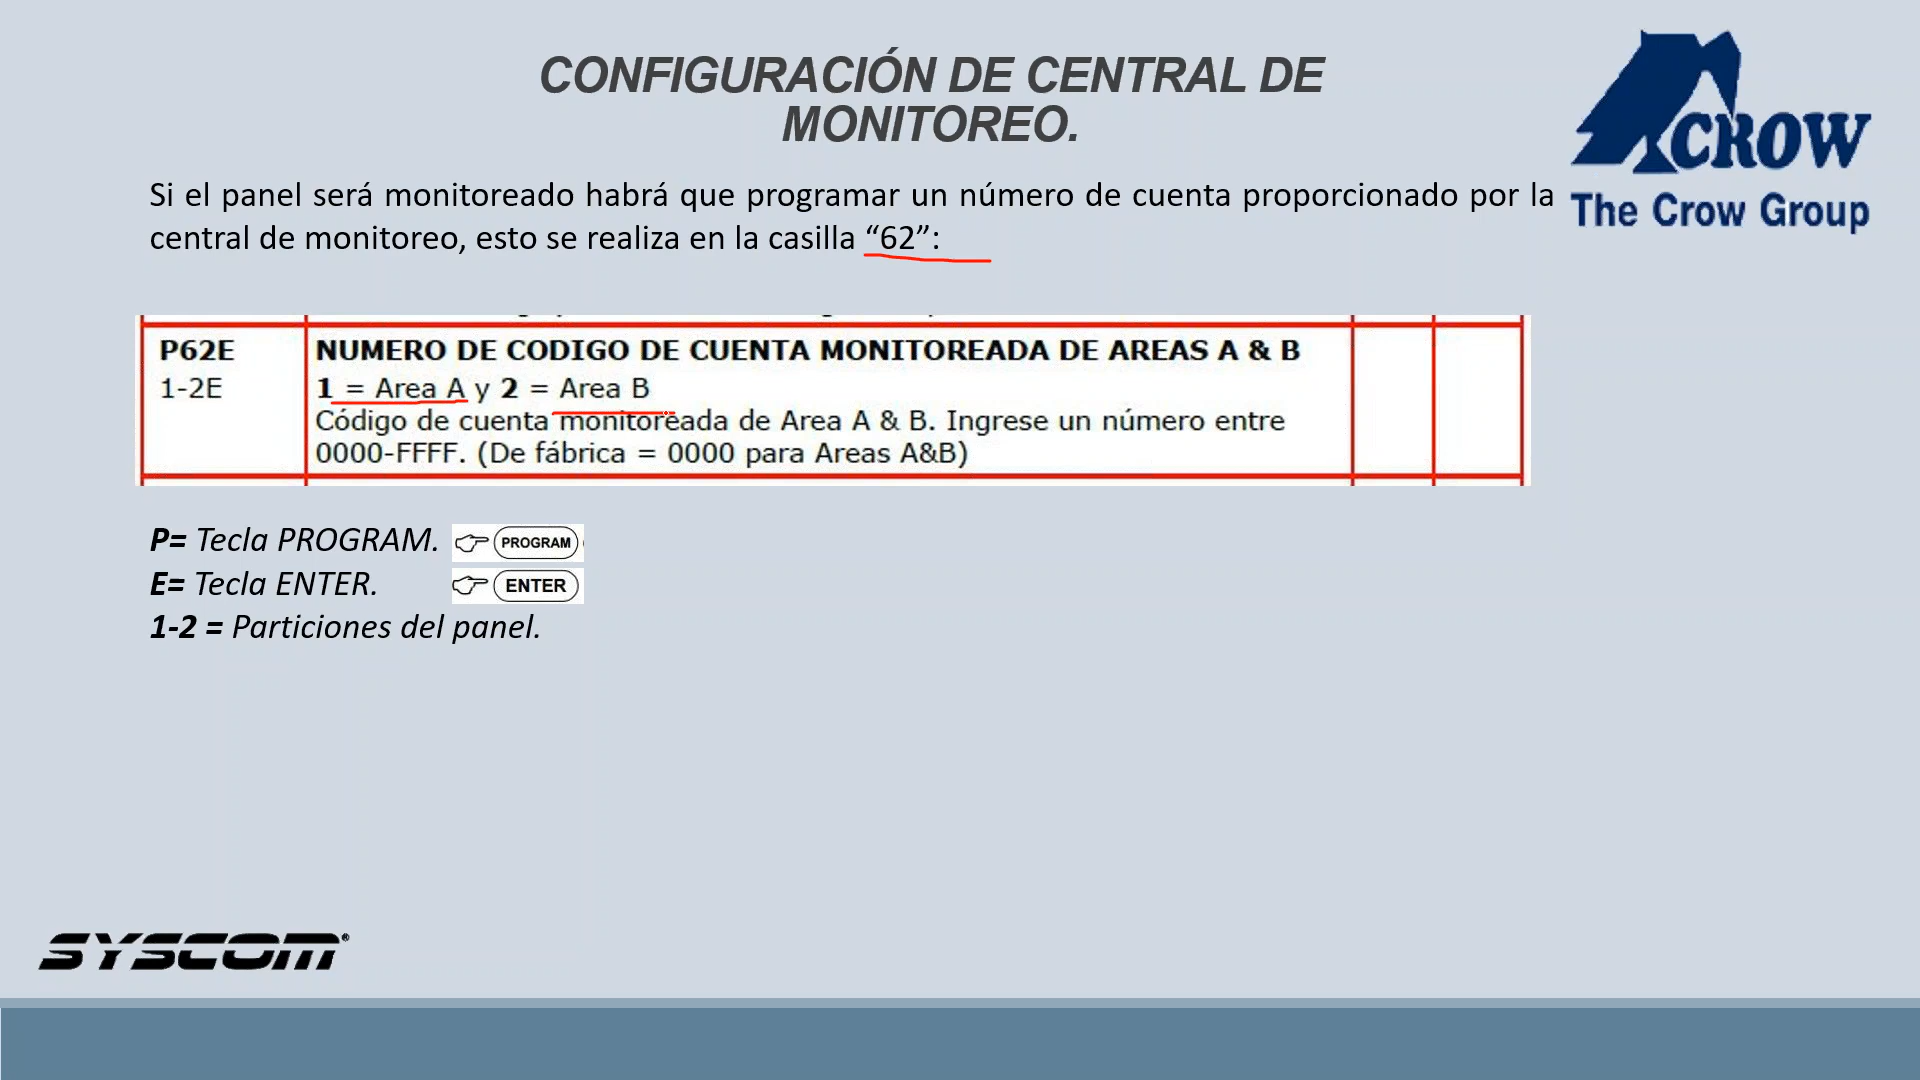 CONFIGURACIÓN DE CENTRAL DE
MONITOREO.
CROW
The Crow Group
Si el panel será monitoreado habrá que programar un número de cuenta proporcionado por la
central de monitoreo, esto se realiza en la casilla “62”:
P62E
NUMERO DE CODIGO DE CUENTA MONITOREADA DE AREAS A & B
1-2E
1 = Area A y 2 = Area B
Código de cuenta monitoreada de Area A & B. Ingrese un número entre
0000-FFFF. (De fábrica = 0000 para Areas A&B)
P= Tecla PROGRAM. PROGRAM
E= Tecla ENTER. ENTER
1-2 = Particiones del panel.
SYSCOM®